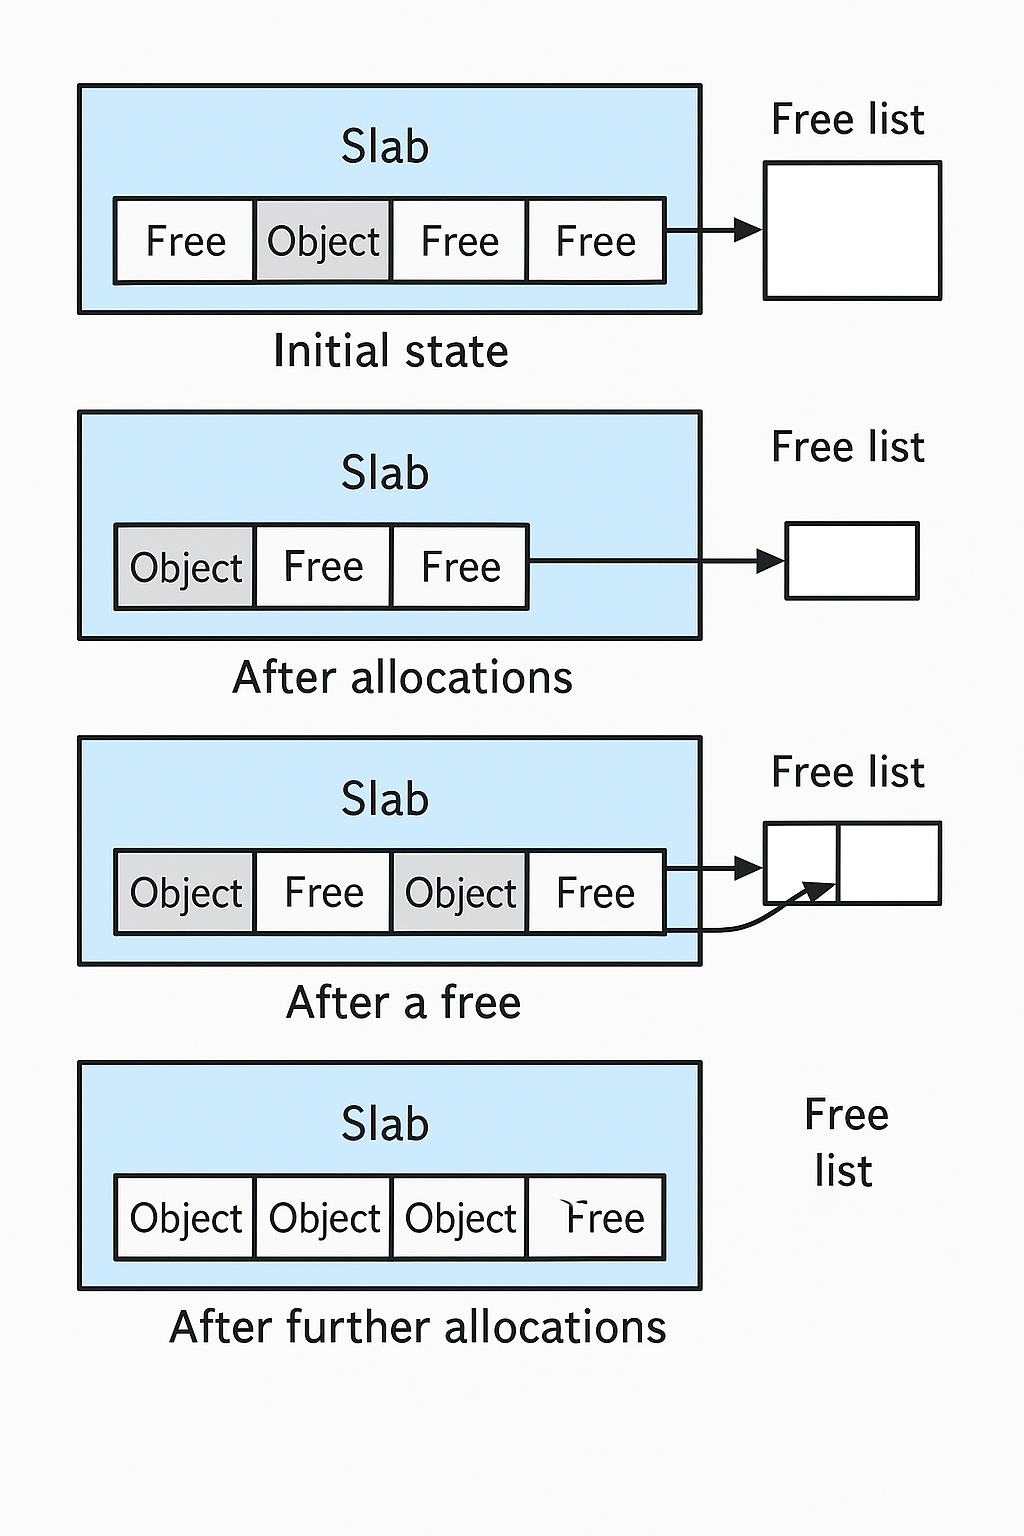 Slab
Free list
Free Object Free Free
Initial state
Slab
Free list
Object Free Free
After allocations
Slab
Free list
Object Free Object Free
After a free
Slab
Free
list
Object Object Object Free
After further allocations